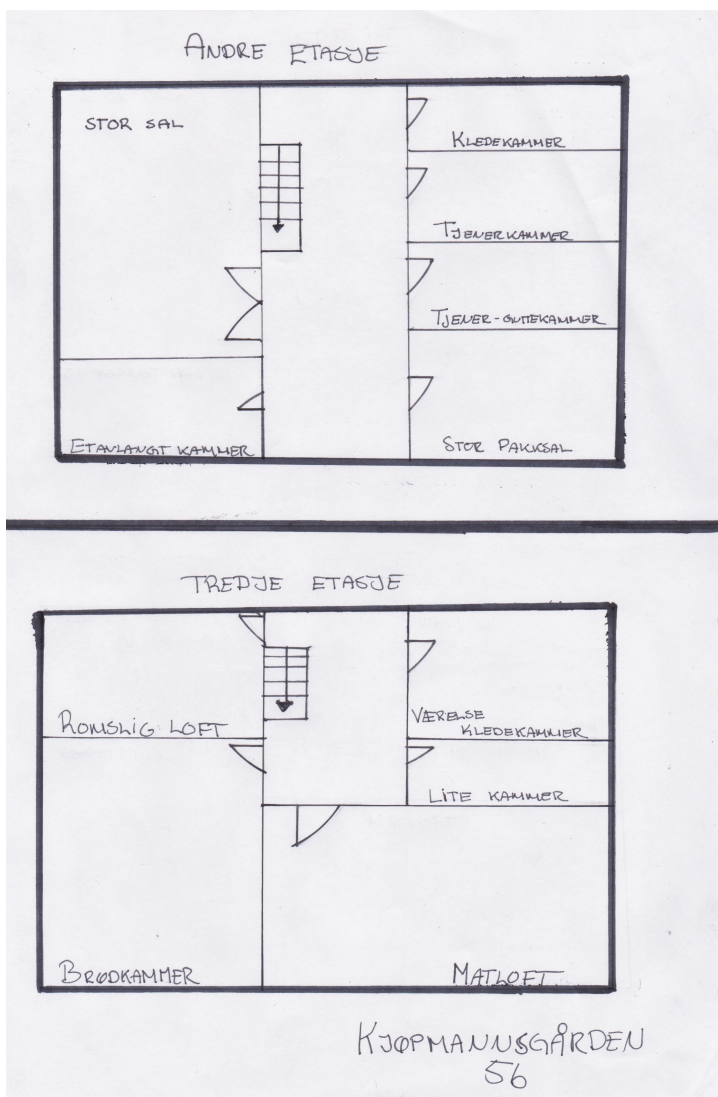 ANDRE ETASJE
STOR SAL
KLEDEKAMMER
TJENERKAMMER
TJENER-GUTTEKAMMER
ETAVLANGT KAMMER
STOR PAKKSAL
TREDJE ETASJE
ROMSLIG LOFT
VÆRELSE
KLEDEKAMMER
LITE KAMMER
BRØDKAMMER
MATLOFT
KJØPMANNSGÅRDEN
56